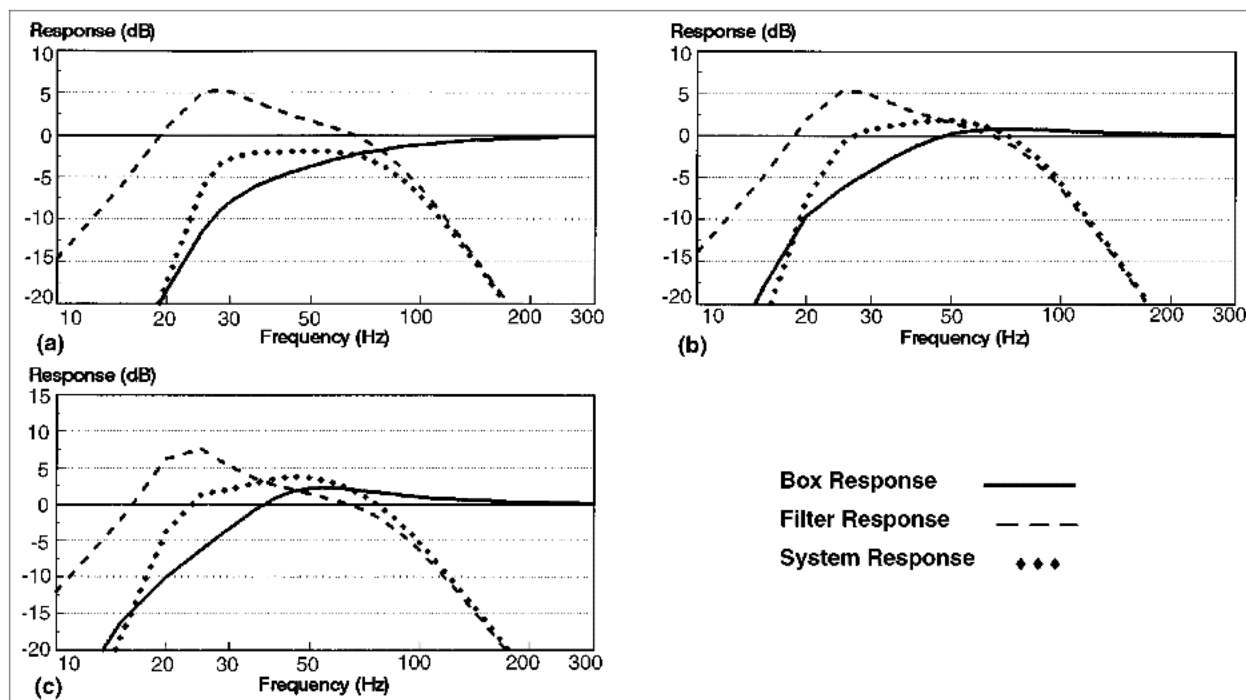 Response (dB)
10
5
0
-5
-10
-15
-20
10 20 30 50 100 200 300
Frequency (Hz)
(a)
Response (dB)
10
5
0
-5
-10
-15
-20
10 20 30 50 100 200 300
Frequency (Hz)
(b)
Response (dB)
15
10
5
0
-5
-10
-15
-20
10 20 30 50 100 200 300
Frequency (Hz)
(c)
Box Response
Filter Response
System Response